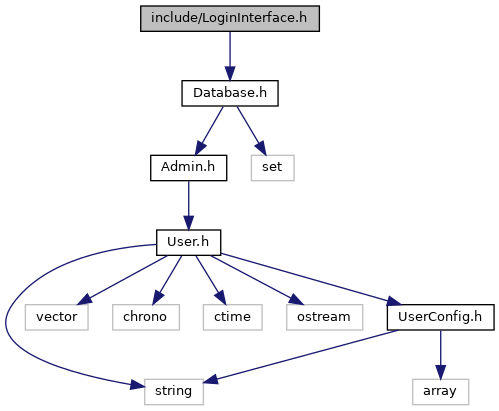 include/LoginInterface.h
Database.h
Admin.h
set
User.h
vector
chrono
ctime
ostream
UserConfig.h
string
array